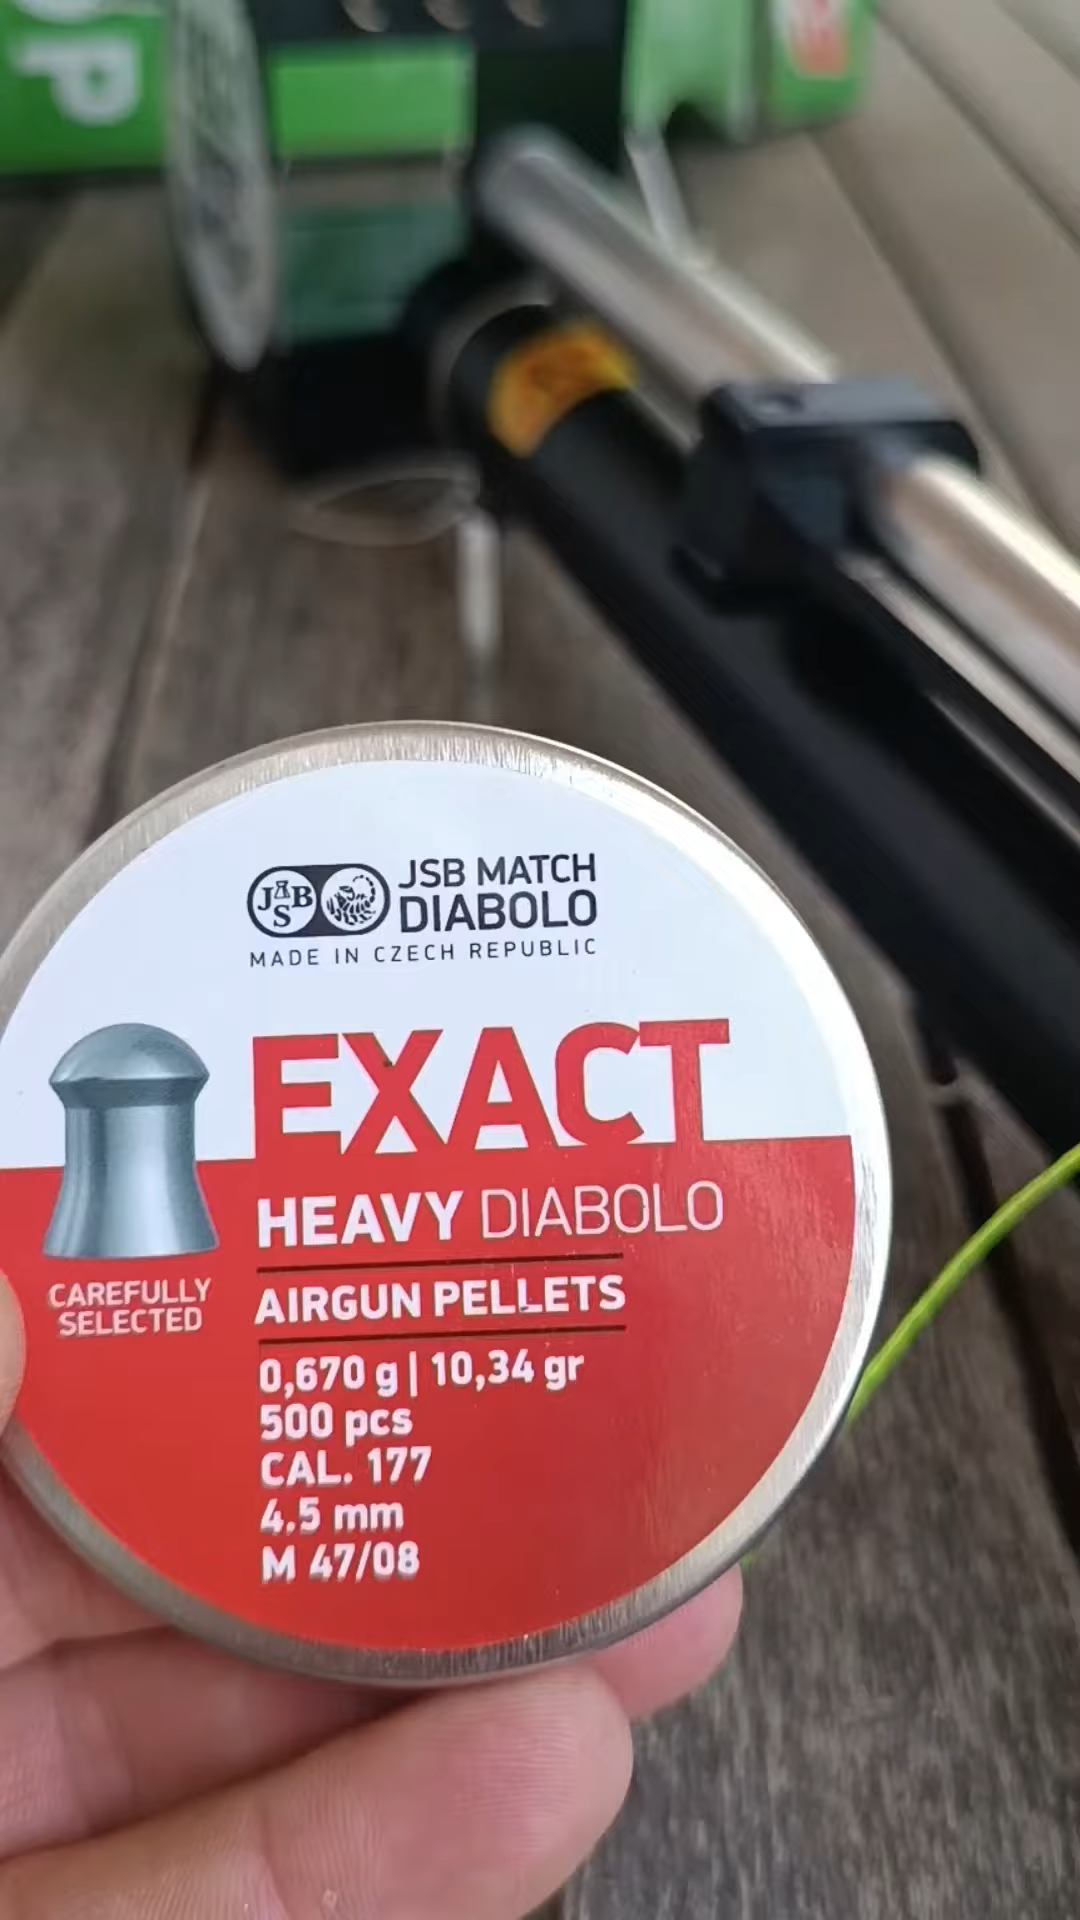 JSB MATCH
DIABOLO
MADE IN CZECH REPUBLIC
EXACT
HEAVY DIABOLO
AIRGUN PELLETS
CAREFULLY
SELECTED
0,670 g | 10,34 gr
500 pcs
CAL. 177
4.5 mm
M 47/08